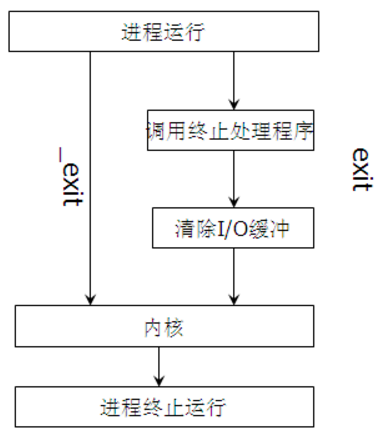 进程运行
调用终止处理程序
_exit
exit
清除I/O缓冲
内核
进程终止运行